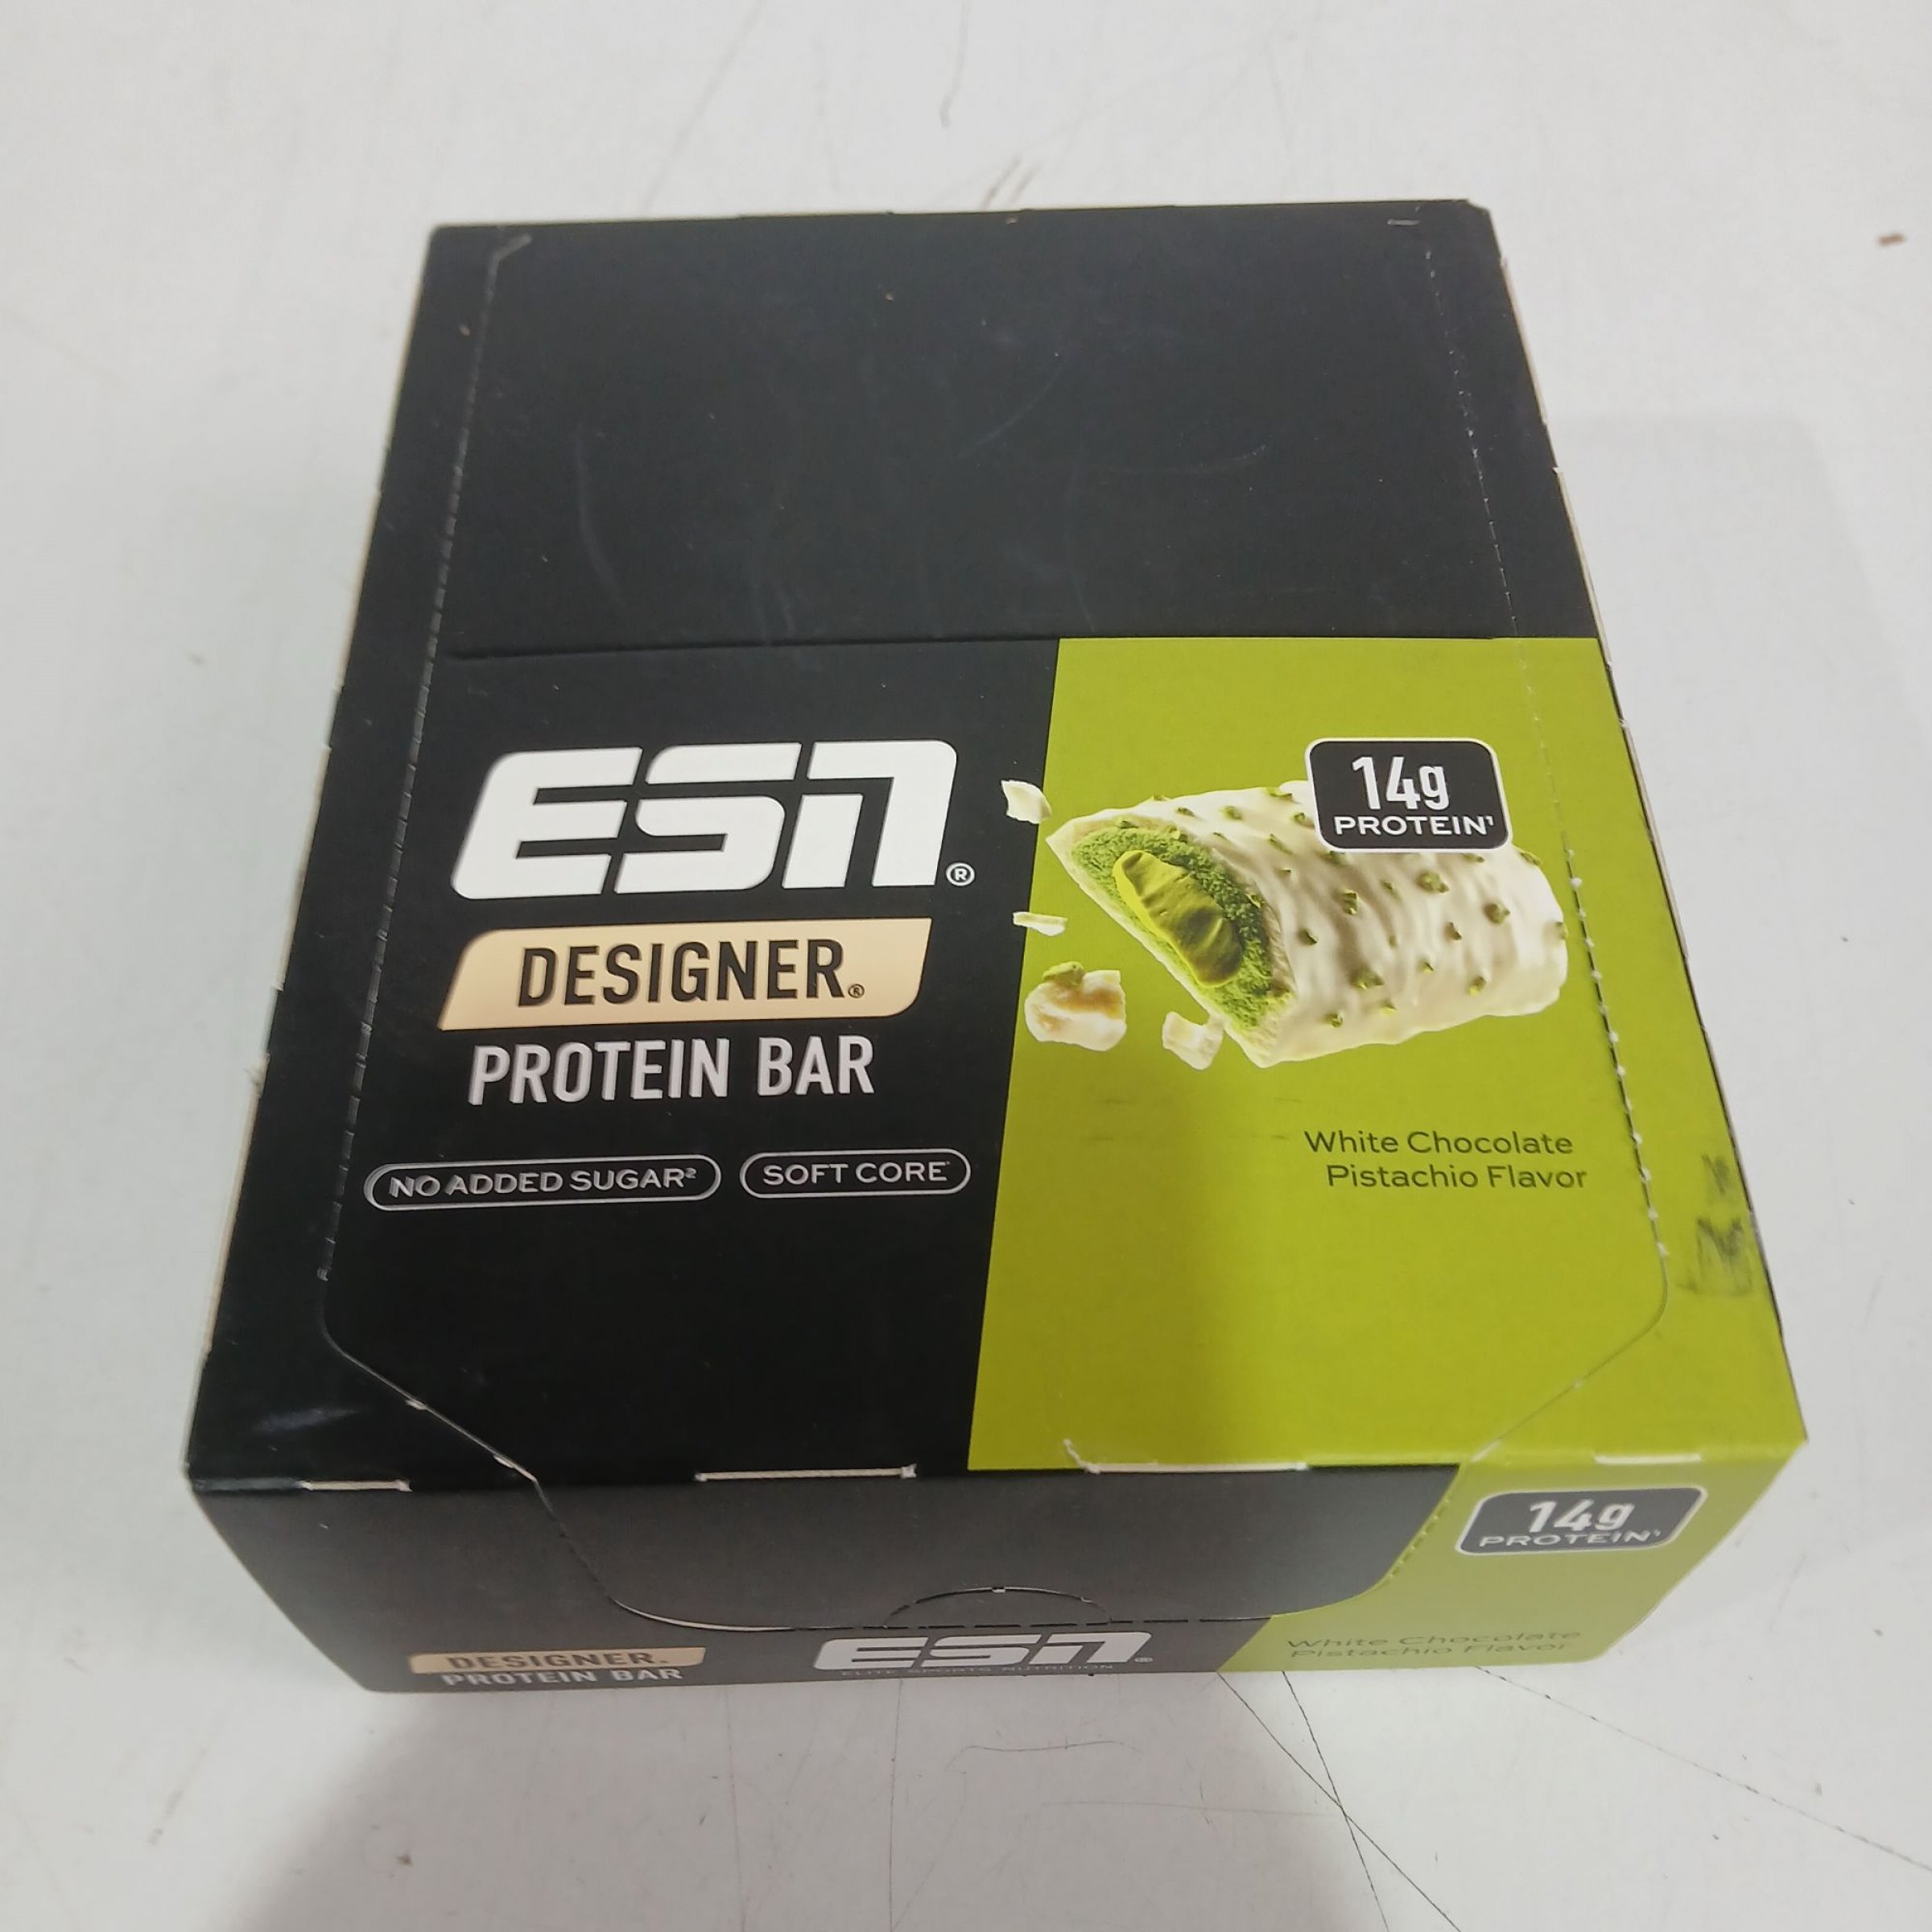 ESN®
DESIGNER®
PROTEIN BAR
NO ADDED SUGAR²
SOFT CORE
14g
PROTEIN¹
White Chocolate
Pistachio Flavor
14g
PROTEIN¹
DESIGNER®
PROTEIN BAR
ESN®
ELITE SPORTS NUTRITION
White Chocolate
Pistachio Flavor